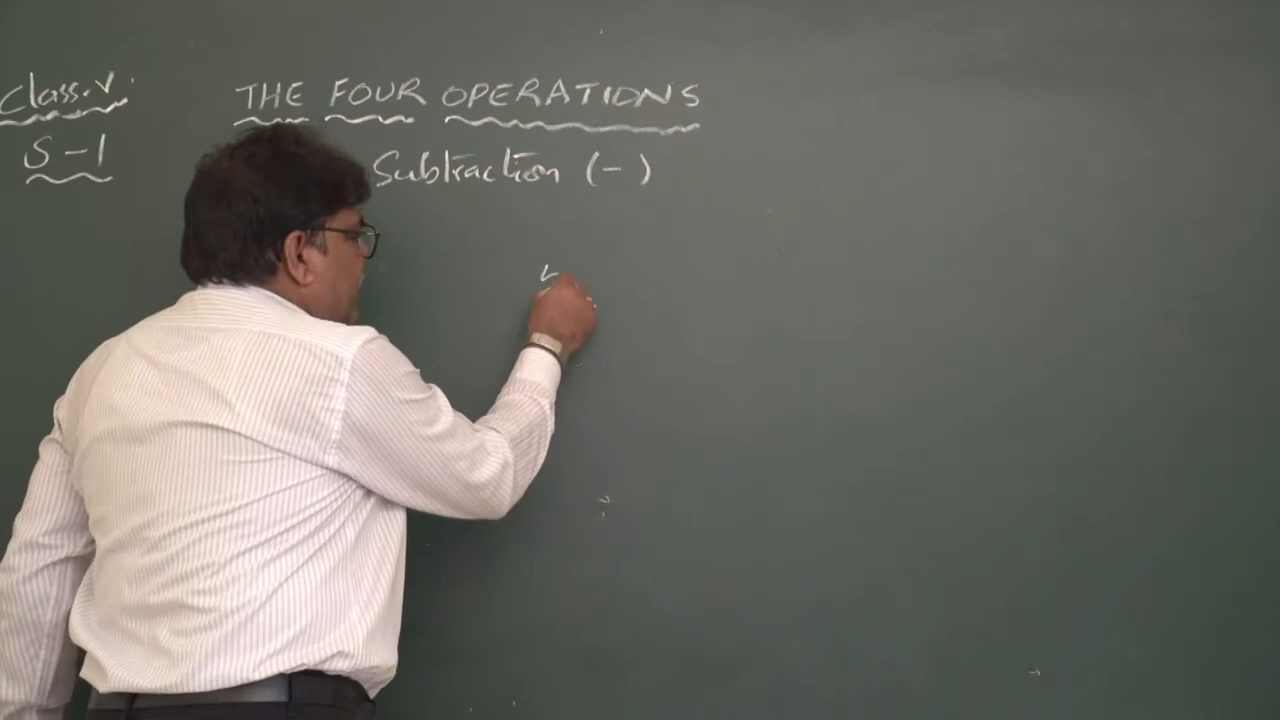 Class. V.
THE FOUR OPERATIONS
S-1
Subtraction (-)